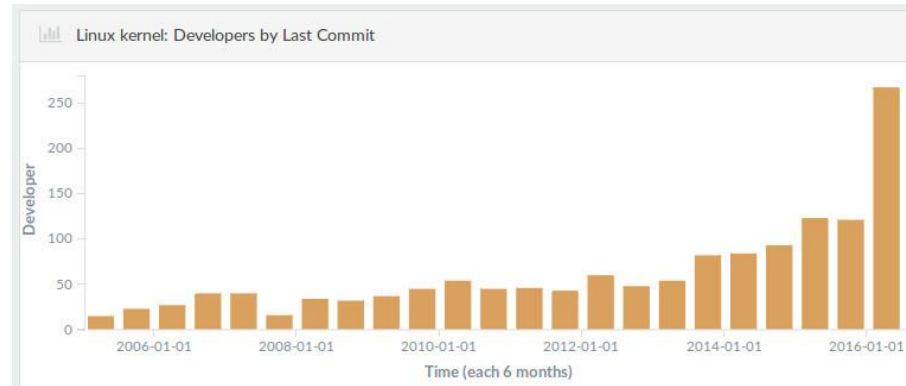 Linux kernel: Developers by Last Commit
250
200
150
100
50
0
Developer
2006-01-01 2008-01-01 2010-01-01 2012-01-01 2014-01-01 2016-01-01
Time (each 6 months)